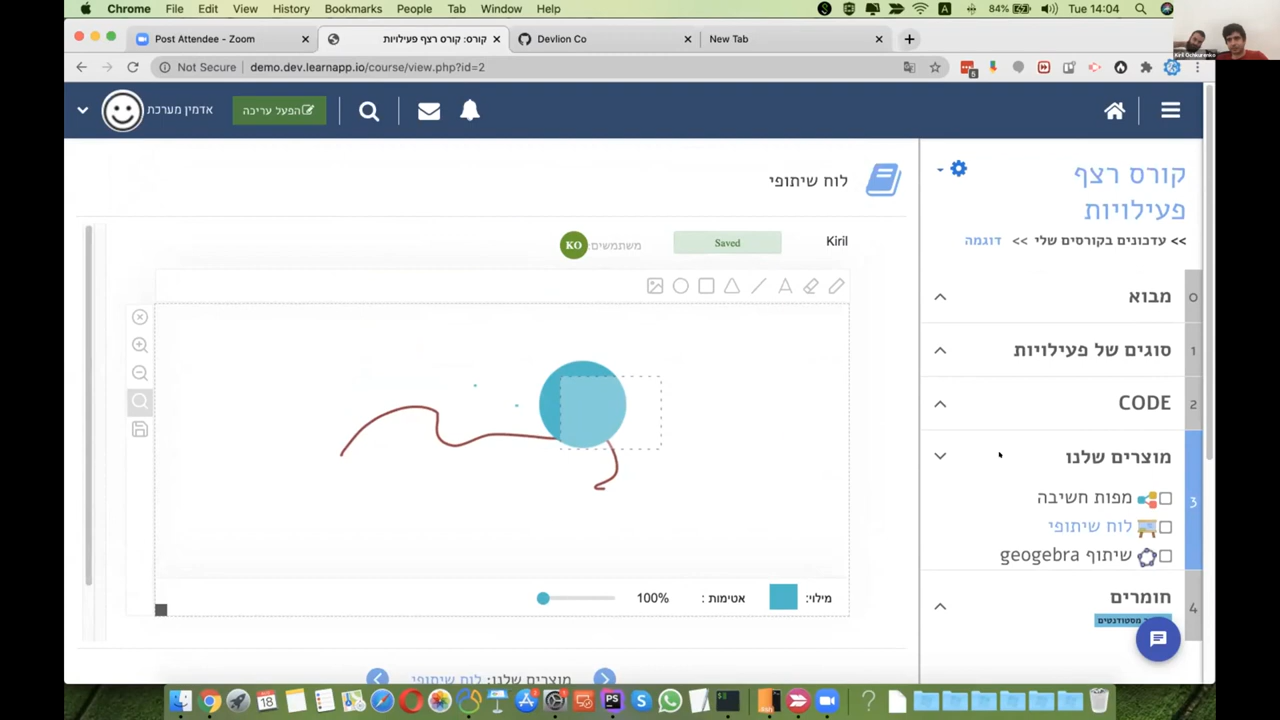 Chrome File Edit View History Bookmarks People Tab Window Help 84% Tue 14:04
Post Attendee - Zoom
קורס: קורס רצף פעילויות
Devlion Co
New Tab
Kiril Ochkurenko
Not Secure demo.dev.learnapp.io/course/view.php?id=2
6
אדמין מערכת
הפעל עריכה
קורס רצף
פעילויות
>> עדכונים בקורסים שלי >> דוגמה
לוח שיתופי
Kiril
Saved
משתמשים:
KO
מבוא
0
סוגים של פעילויות
1
CODE
2
מוצרים שלנו
3
מפות חשיבה
לוח שיתופי
שיתוף geogebra
חומרים
4
מילוי:
אטימות :
100%
מוצרים שלנו: לוח שיתופי